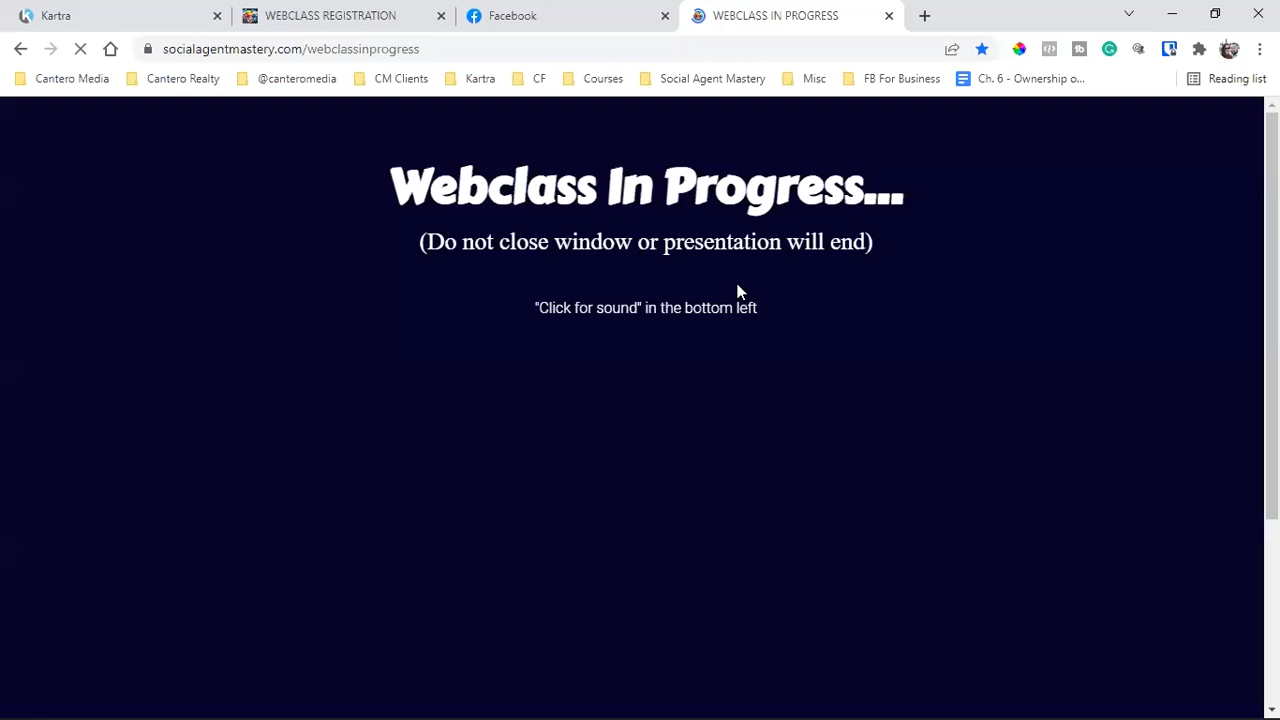 Kartra
WEBCLASS REGISTRATION
Facebook
WEBCLASS IN PROGRESS
socialagentmastery.com/webclassinprogress
Cantero Media
Cantero Realty
@canteromedia
CM Clients
Kartra
CF
Courses
Social Agent Mastery
Misc
FB For Business
Ch. 6 - Ownership o...
Reading list
Webclass In Progress...
(Do not close window or presentation will end)
"Click for sound" in the bottom left